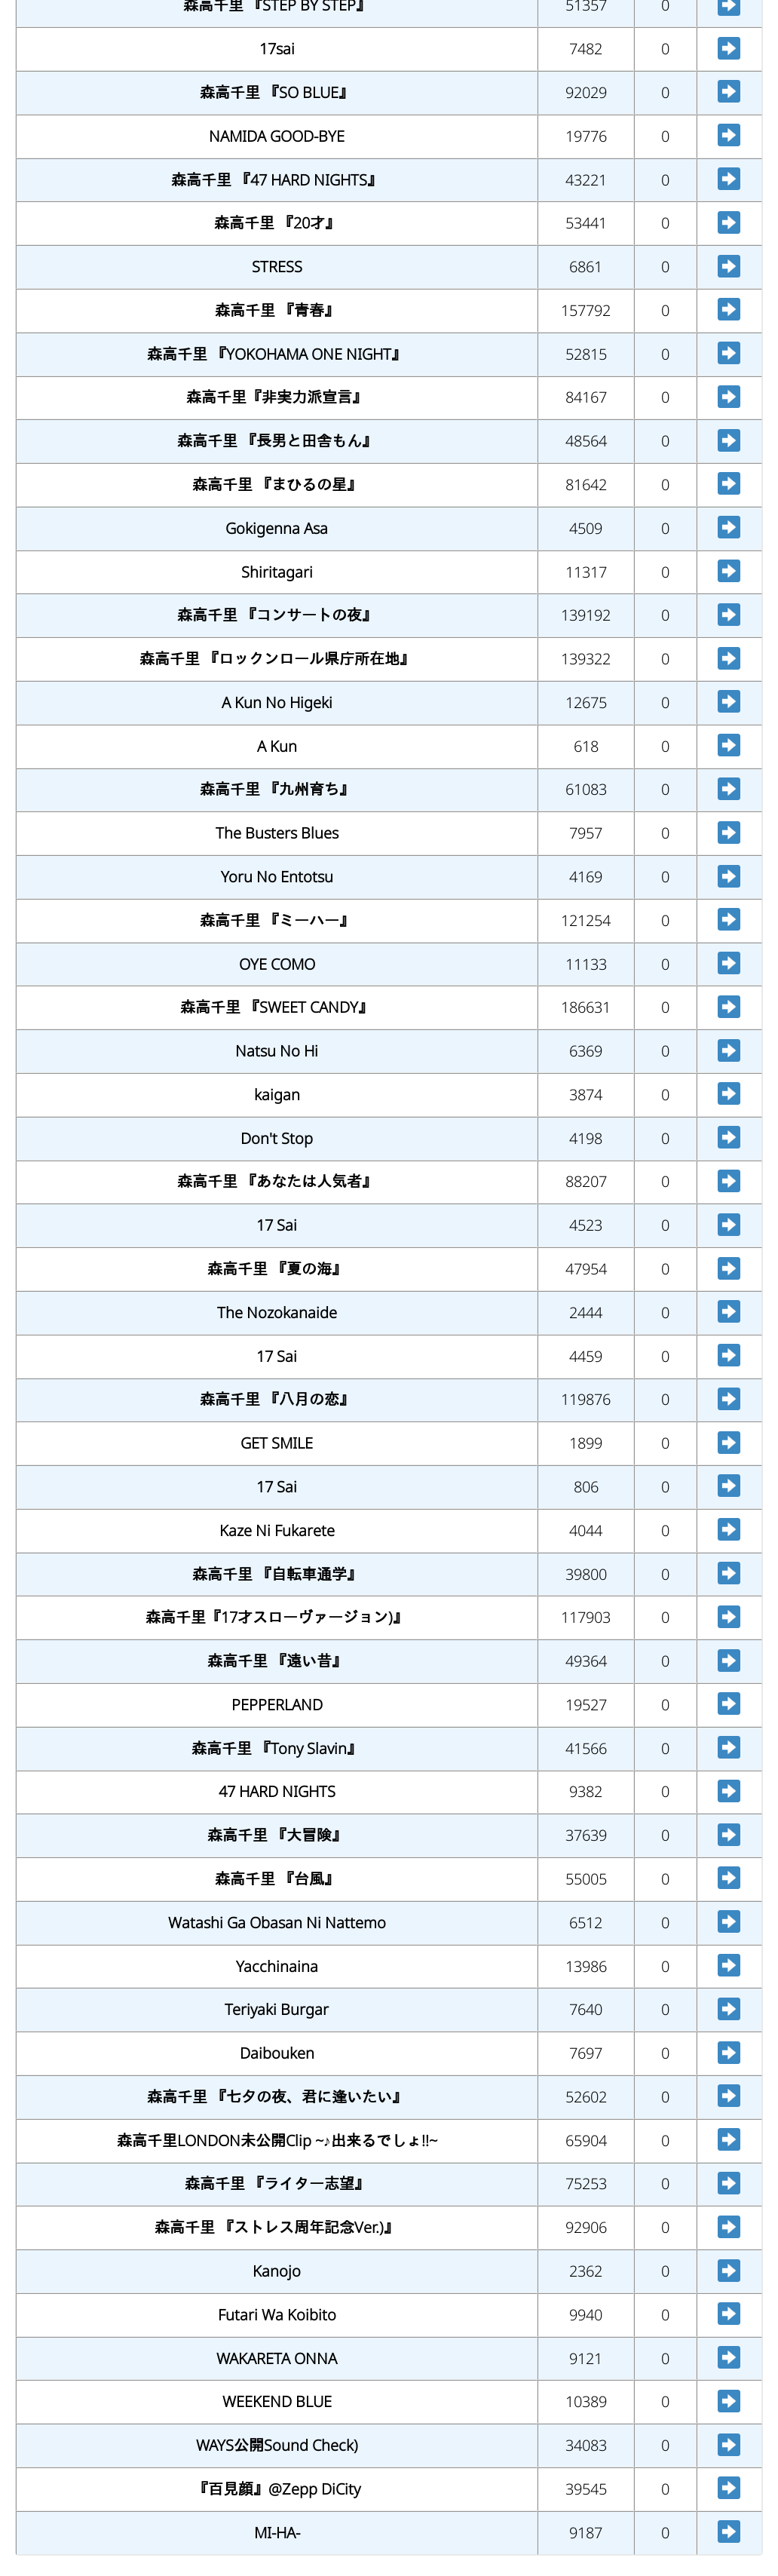 森高千里 『STEP BY STEP』 51357 0
17sai 7482 0
森高千里 『SO BLUE』 92029 0
NAMIDA GOOD-BYE 19776 0
森高千里 『47 HARD NIGHTS』 43221 0
森高千里 『20才』 53441 0
STRESS 6861 0
森高千里 『青春』 157792 0
森高千里 『YOKOHAMA ONE NIGHT』 52815 0
森高千里『非実力派宣言』 84167 0
森高千里 『長男と田舎もん』 48564 0
森高千里 『まひるの星』 81642 0
Gokigenna Asa 4509 0
Shiritagari 11317 0
森高千里 『コンサートの夜』 139192 0
森高千里 『ロックンロール県庁所在地』 139322 0
A Kun No Higeki 12675 0
A Kun 618 0
森高千里 『九州育ち』 61083 0
The Busters Blues 7957 0
Yoru No Entotsu 4169 0
森高千里 『ミーハー』 121254 0
OYE COMO 11133 0
森高千里 『SWEET CANDY』 186631 0
Natsu No Hi 6369 0
kaigan 3874 0
Don't Stop 4198 0
森高千里 『あなたは人気者』 88207 0
17 Sai 4523 0
森高千里 『夏の海』 47954 0
The Nozokanaide 2444 0
17 Sai 4459 0
森高千里 『八月の恋』 119876 0
GET SMILE 1899 0
17 Sai 806 0
Kaze Ni Fukarete 4044 0
森高千里 『自転車通学』 39800 0
森高千里『17才スローヴァージョン)』 117903 0
森高千里 『遠い昔』 49364 0
PEPPERLAND 19527 0
森高千里 『Tony Slavin』 41566 0
47 HARD NIGHTS 9382 0
森高千里 『大冒険』 37639 0
森高千里 『台風』 55005 0
Watashi Ga Obasan Ni Nattemo 6512 0
Yacchinaina 13986 0
Teriyaki Burgar 7640 0
Daibouken 7697 0
森高千里 『七夕の夜、君に逢いたい』 52602 0
森高千里LONDON未公開Clip ~♪出来るでしょ!!~ 65904 0
森高千里 『ライター志望』 75253 0
森高千里 『ストレス周年記念Ver.)』 92906 0
Kanojo 2362 0
Futari Wa Koibito 9940 0
WAKARETA ONNA 9121 0
WEEKEND BLUE 10389 0
WAYS公開Sound Check) 34083 0
『百見顔』@Zepp DiCity 39545 0
MI-HA- 9187 0